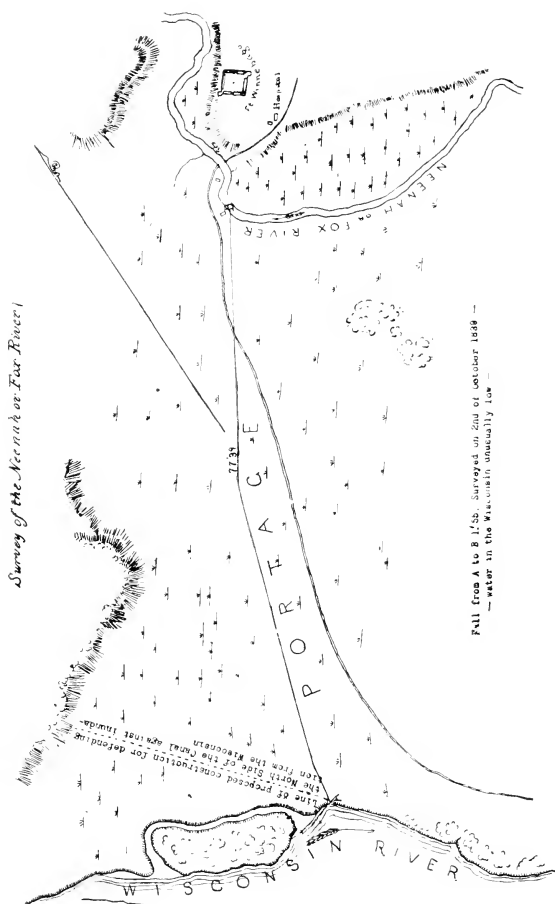 Survey of the Neenah or Fox River
Ft Winnebago
Hospital
NEENAH OR FOX RIVER
77.39
PORTAGE
Line of proposed construction for defending
the North Side of the Canal against Inunda-
tion from the Wisconsin
WISCONSIN RIVER
Fall from A to B 1.'55. Surveyed on 2nd of October 1839 —
— water in the Wisconsin unusually low —